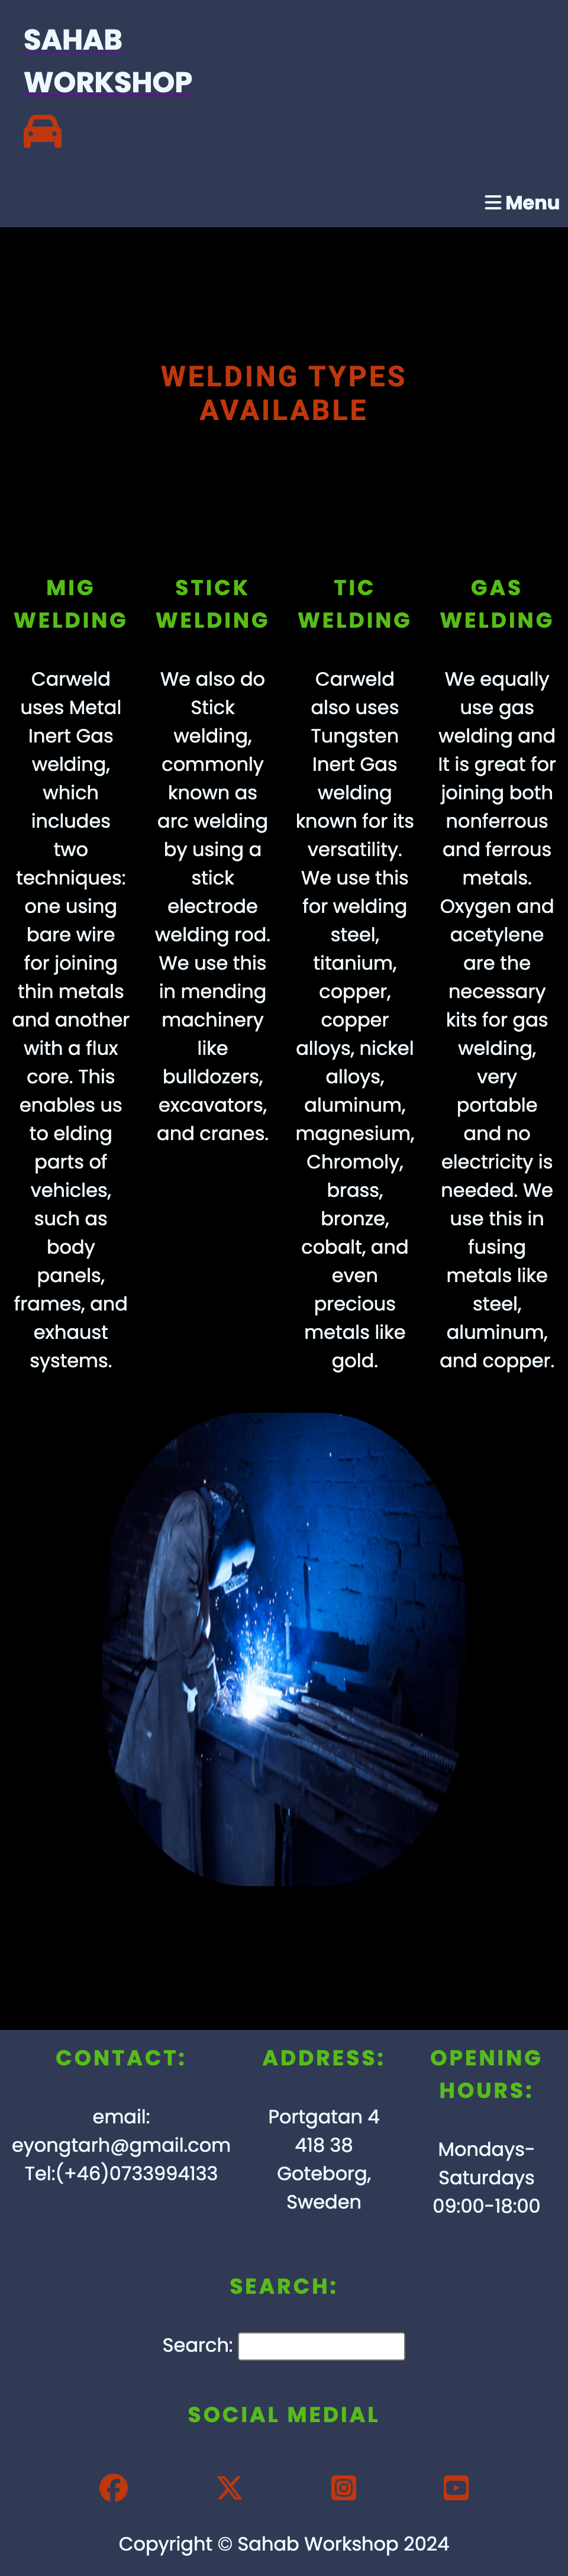 SAHAB
WORKSHOP
Menu
WELDING TYPES
AVAILABLE
MIG
WELDING
Carweld
uses Metal
Inert Gas
welding,
which
includes
two
techniques:
one using
bare wire
for joining
thin metals
and another
with a flux
core. This
enables us
to elding
parts of
vehicles,
such as
body
panels,
frames, and
exhaust
systems.
STICK
WELDING
We also do
Stick
welding,
commonly
known as
arc welding
by using a
stick
electrode
welding rod.
We use this
in mending
machinery
like
bulldozers,
excavators,
and cranes.
TIC
WELDING
Carweld
also uses
Tungsten
Inert Gas
welding
known for its
versatility.
We use this
for welding
steel,
titanium,
copper,
copper
alloys, nickel
alloys,
aluminum,
magnesium,
Chromoly,
brass,
bronze,
cobalt, and
even
precious
metals like
gold.
GAS
WELDING
We equally
use gas
welding and
It is great for
joining both
nonferrous
and ferrous
metals.
Oxygen and
acetylene
are the
necessary
kits for gas
welding,
very
portable
and no
electricity is
needed. We
use this in
fusing
metals like
steel,
aluminum,
and copper.
CONTACT:
email:
eyongtarh@gmail.com
Tel:(+46)0733994133
ADDRESS:
Portgatan 4
418 38
Goteborg,
Sweden
OPENING
HOURS:
Mondays-
Saturdays
09:00-18:00
SEARCH:
Search:
SOCIAL MEDIAL
Copyright © Sahab Workshop 2024